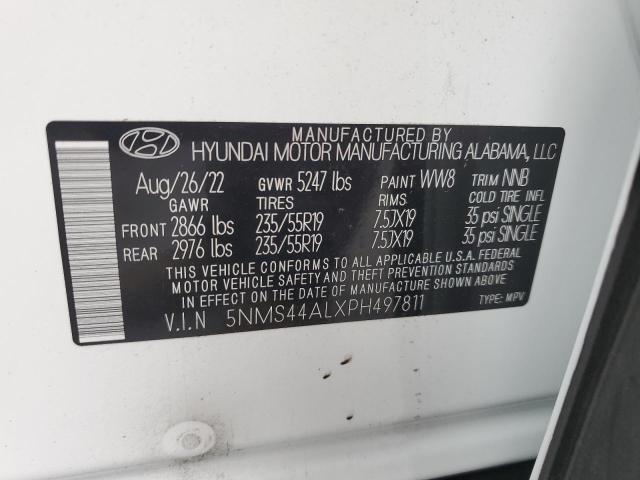 MANUFACTURED BY
HYUNDAI MOTOR MANUFACTURING ALABAMA, LLC
Aug/26/22 GVWR 5247 lbs PAINT WW8 TRIM NNB
GAWR TIRES RIMS COLD TIRE INFL
FRONT 2866 lbs 235/55R19 7.5JX19 35 psi SINGLE
REAR 2976 lbs 235/55R19 7.5JX19 35 psi SINGLE
THIS VEHICLE CONFORMS TO ALL APPLICABLE U.S.A. FEDERAL
MOTOR VEHICLE SAFETY AND THEFT PREVENTION STANDARDS
IN EFFECT ON THE DATE OF MANUFACTURE SHOWN ABOVE
V.I.N 5NMS44ALXPH497811 TYPE: MPV